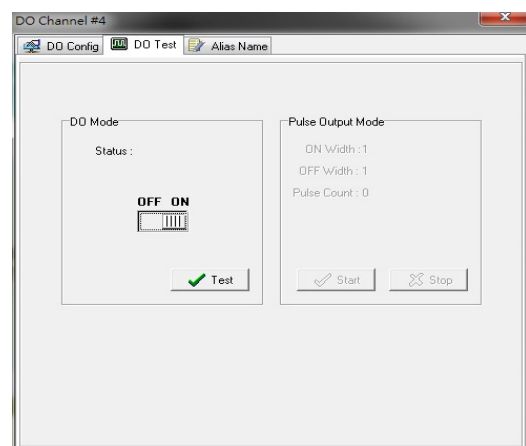 DO Channel #4
DO Config DO Test Alias Name
DO Mode
Status :
OFF ON
Test
Pulse Output Mode
ON Width :1
OFF Width : 1
Pulse Count : 0
Start Stop